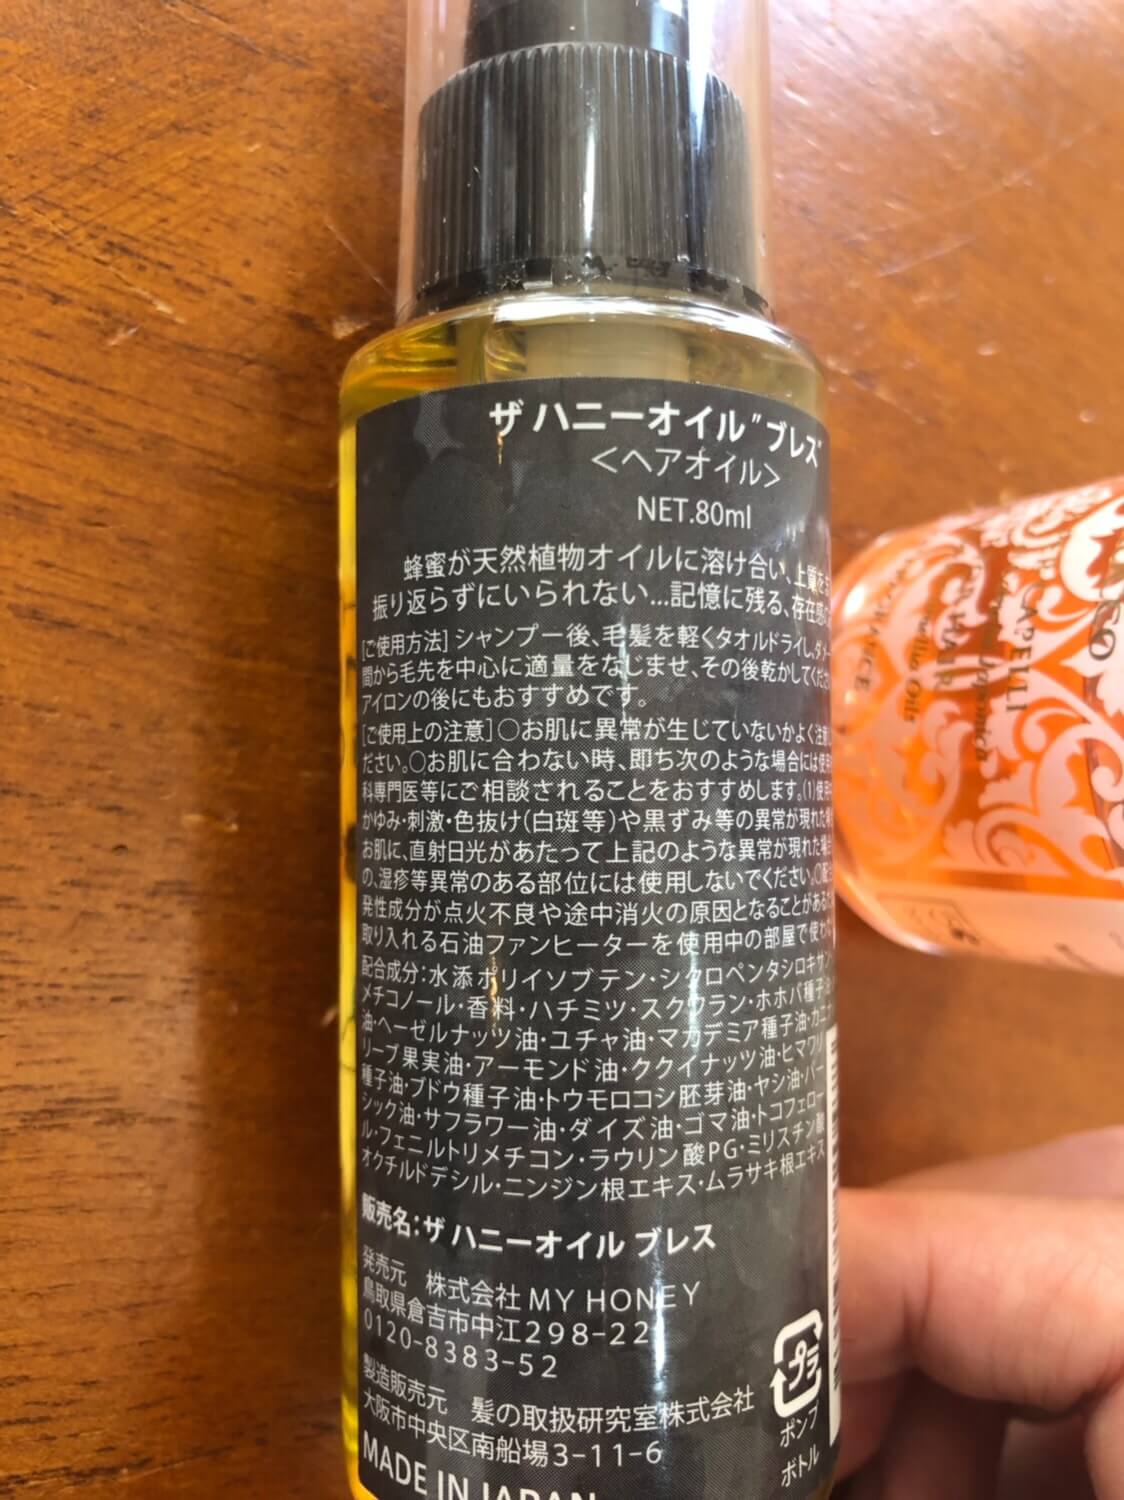 ザ ハニーオイル"ブレス"
<ヘアオイル>
NET.80ml
蜂蜜が天然植物オイルに溶け合い、上質を
振り返らずにいられない…記憶に残る、存在感
[ご使用方法] シャンプー後、毛髪を軽くタオルドライし、ダメー
間から毛先を中心に適量をなじませ、その後乾かしてくださ
アイロンの後にもおすすめです。
[ご使用上の注意]○お肌に異常が生じていないかよく注意
ださい。○お肌に合わない時、即ち次のような場合には使
科専門医等にご相談されることをおすすめします。(1)使用
かゆみ・刺激・色抜け(白斑等)や黒ずみ等の異常が現れた
お肌に、直射日光があたって上記のような異常が現れた場合
の、湿疹等異常のある部位には使用しないでください。○
発性成分が点火不良や途中消火の原因となることがある
取り入れる石油ファンヒーターを使用中の部屋で使わ
配合成分:水添ポリイソブテン・シクロペンタシロキサン
メチコノール・香料・ハチミツ・スクワラン・ホホバ種子油
油・ヘーゼルナッツ油・ユチャ油・マカデミア種子油・カニ
リーブ果実油・アーモンド油・ククイナッツ油・ヒマワリ
種子油・ブドウ種子油・トウモロコシ胚芽油・ヤシ油・バー
シック油・サフラワー油・ダイズ油・ゴマ油・トコフェロー
ル・フェニルトリメチコン・ラウリン酸PG・ミリスチン酸
オクチルドデシル・ニンジン根エキス・ムラサキ根エキス
販売名:ザ ハニーオイル ブレス
発売元 株式会社 MY HONEY
鳥取県倉吉市中江298-22
0120-8383-52
製造販売元 髪の取扱研究室株式会社
大阪市中央区南船場3-11-6
MADE IN JAPAN
プラ
ポンプ
ボトル
CAPELLI
Japonica
HAIR
Oils